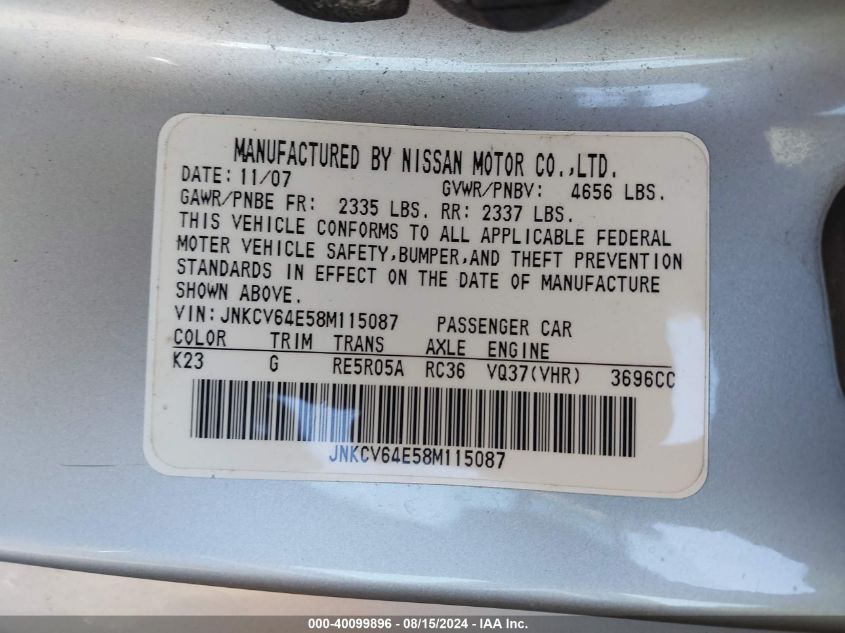 MANUFACTURED BY NISSAN MOTOR CO.,LTD.
DATE: 11/07 GVWR/PNBV: 4656 LBS.
GAWR/PNBE FR: 2335 LBS. RR: 2337 LBS.
THIS VEHICLE CONFORMS TO ALL APPLICABLE FEDERAL
MOTER VEHICLE SAFETY,BUMPER,AND THEFT PREVENTION
STANDARDS IN EFFECT ON THE DATE OF MANUFACTURE
SHOWN ABOVE.
VIN:JNKCV64E58M115087 PASSENGER CAR
COLOR TRIM TRANS AXLE ENGINE
K23 G RE5R05A RC36 VQ37(VHR) 3696CC
JNKCV64E58M115087
000-40099896 - 08/15/2024 - IAA Inc.